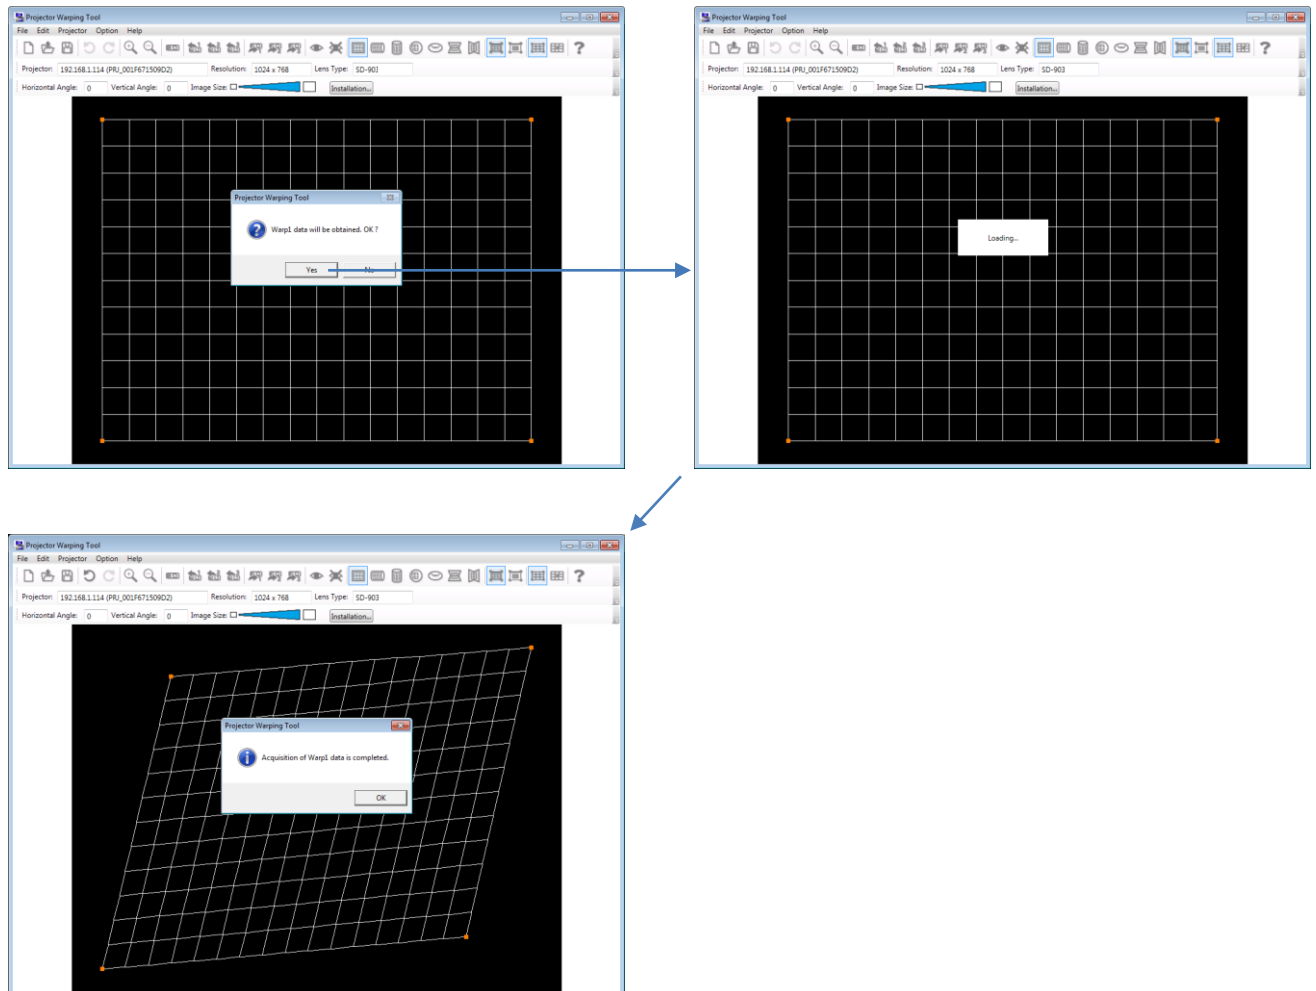 Projector Warping Tool
File Edit Projector Option Help
Projector: 192.168.1.114 (PRJ_001F671509D2) Resolution: 1024 x 768 Lens Type: SD-903
Horizontal Angle: 0 Vertical Angle: 0 Image Size: Installation...
Projector Warping Tool
Warp1 data will be obtained. OK ?
Yes No
Projector Warping Tool
File Edit Projector Option Help
Projector: 192.168.1.114 (PRJ_001F671509D2) Resolution: 1024 x 768 Lens Type: SD-903
Horizontal Angle: 0 Vertical Angle: 0 Image Size: Installation...
Loading...
Projector Warping Tool
File Edit Projector Option Help
Projector: 192.168.1.114 (PRJ_001F671509D2) Resolution: 1024 x 768 Lens Type: SD-903
Horizontal Angle: 0 Vertical Angle: 0 Image Size: Installation...
Projector Warping Tool
Acquisition of Warp1 data is completed.
OK